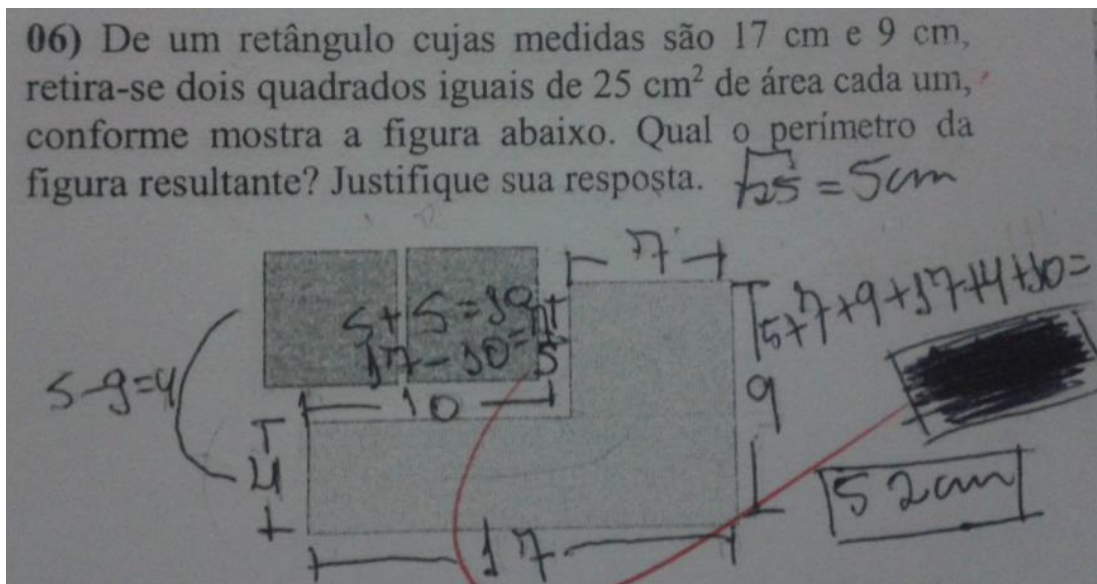 06) De um retângulo cujas medidas são 17 cm e 9 cm,
retira-se dois quadrados iguais de 25 cm² de área cada um,
conforme mostra a figura abaixo. Qual o perímetro da
figura resultante? Justifique sua resposta. √25 = 5cm
7
5+7+9+17+4+10=
5+5=10
17-10=7
5
5-9=4
10
9
4
52cm
17